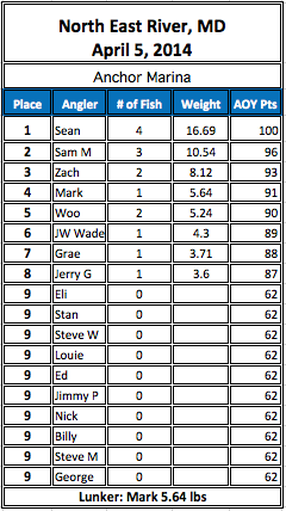 North East River, MD
April 5, 2014
Anchor Marina
Place Angler # of Fish Weight AOY Pts
1 Sean 4 16.69 100
2 Sam M 3 10.54 96
3 Zach 2 8.12 93
4 Mark 1 5.64 91
5 Woo 2 5.24 90
6 JW Wade 1 4.3 89
7 Grae 1 3.71 88
8 Jerry G 1 3.6 87
9 Eli 0 62
9 Stan 0 62
9 Steve W 0 62
9 Louie 0 62
9 Ed 0 62
9 Jimmy P 0 62
9 Nick 0 62
9 Billy 0 62
9 Steve M 0 62
9 George 0 62
Lunker: Mark 5.64 lbs